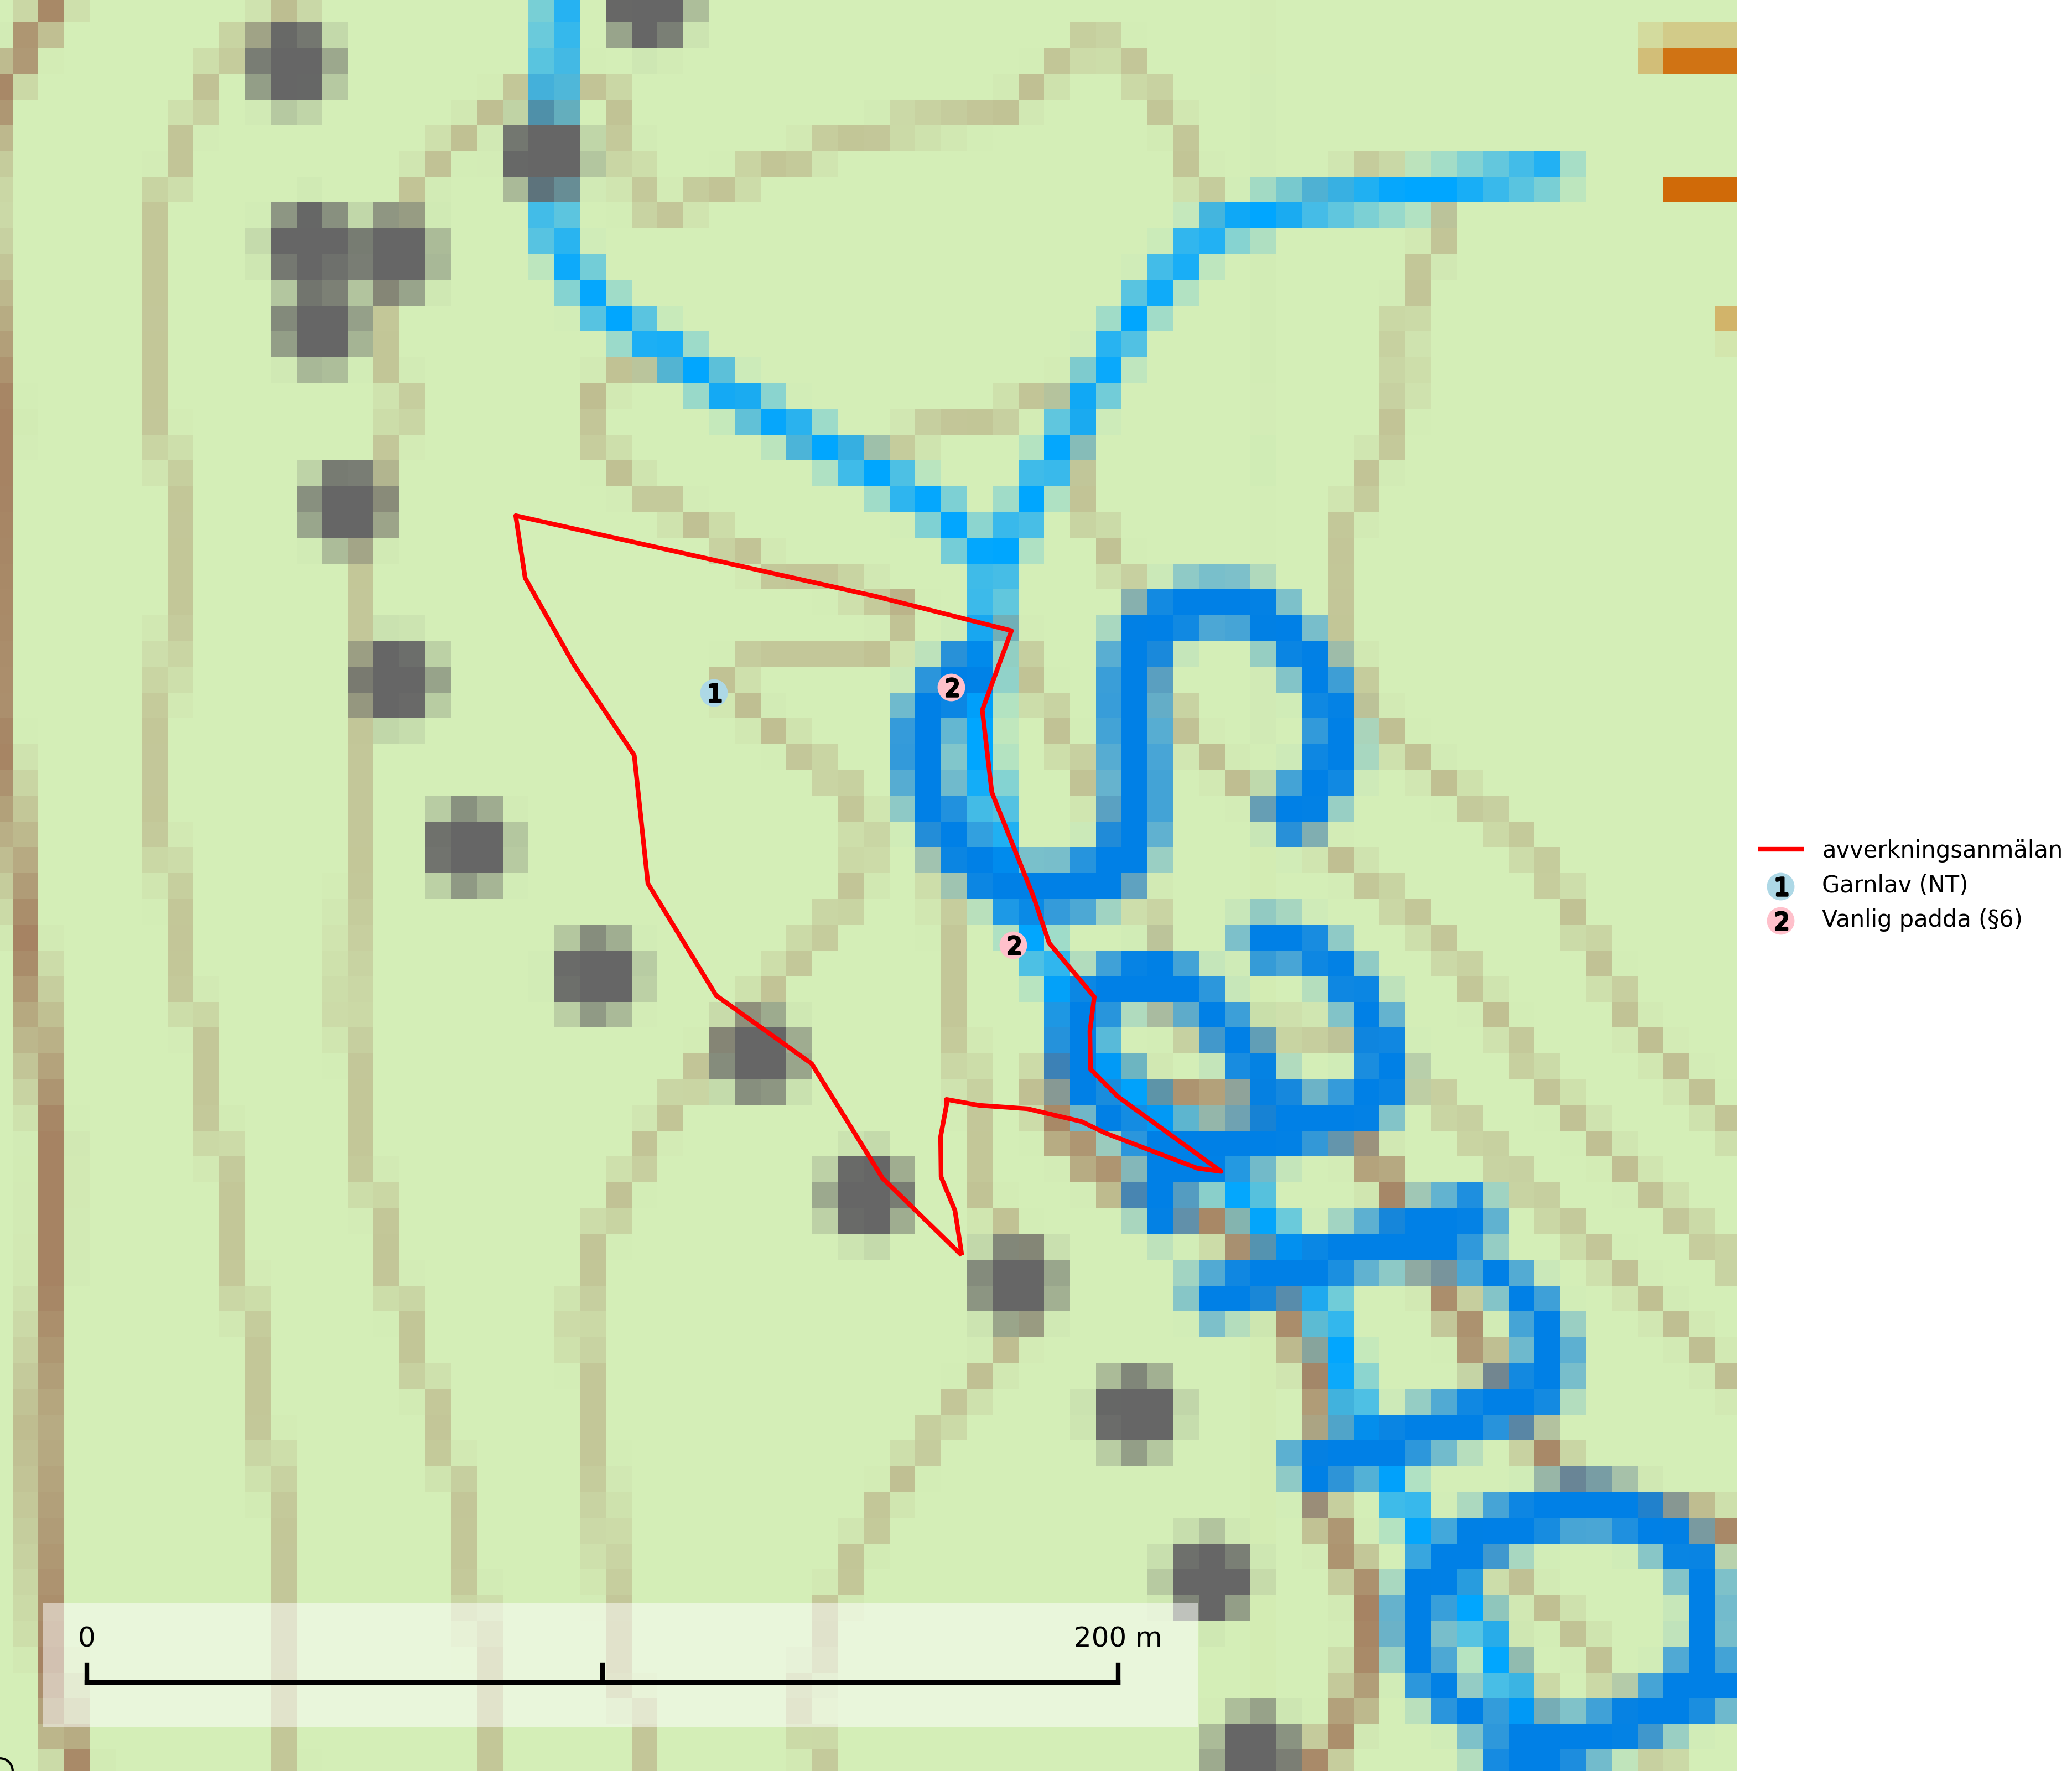 1
2
2
avverkningsanmälan
1 Garnlav (NT)
2 Vanlig padda (§6)
0 200 m